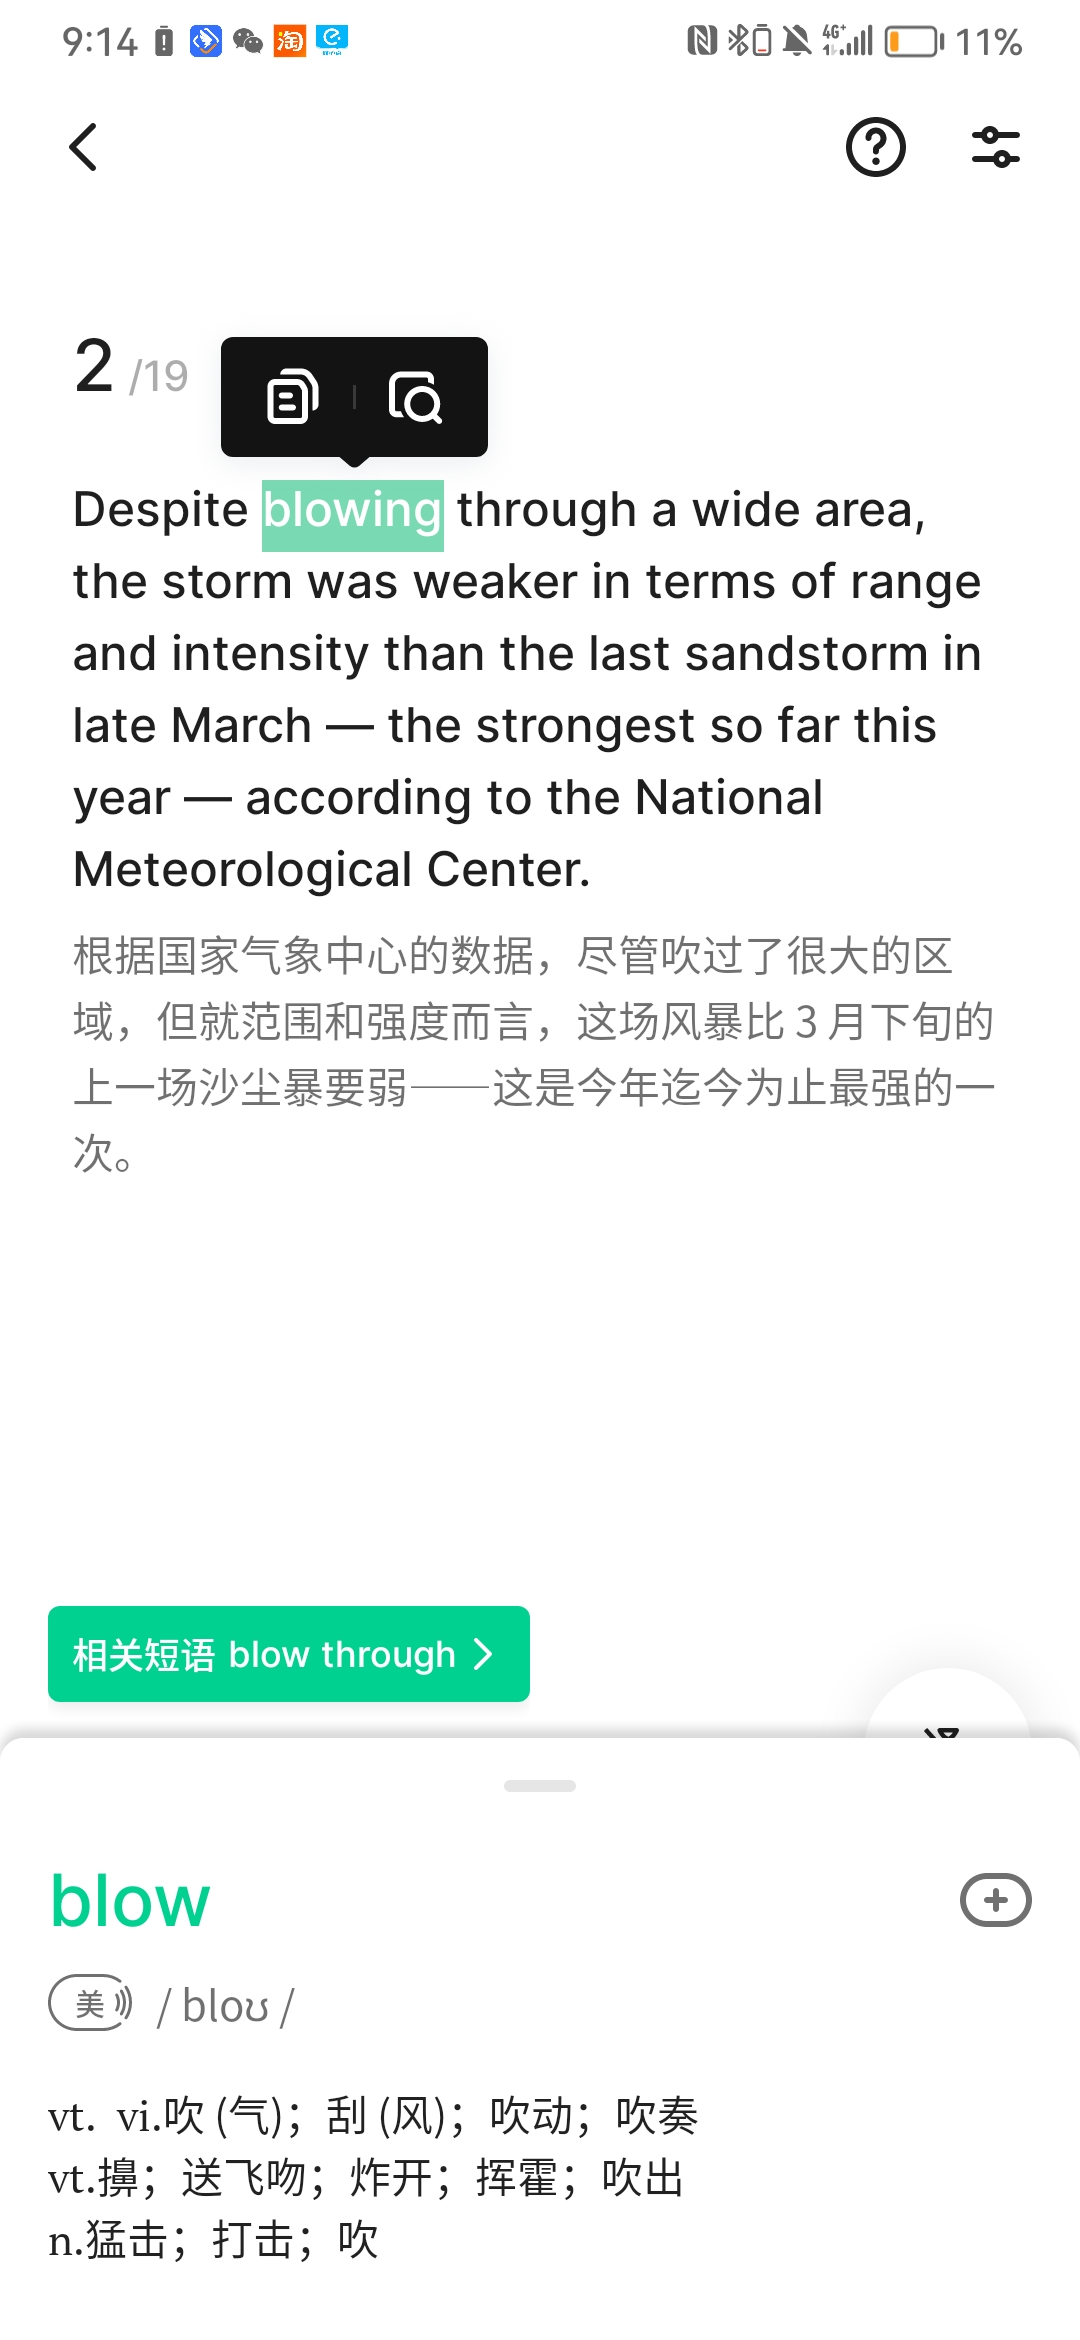 9:14
淘
4G+
11%
2 /19
Despite blowing through a wide area,
the storm was weaker in terms of range
and intensity than the last sandstorm in
late March — the strongest so far this
year — according to the National
Meteorological Center.
根据国家气象中心的数据，尽管吹过了很大的区
域，但就范围和强度而言，这场风暴比 3 月下旬的
上一场沙尘暴要弱——这是今年迄今为止最强的一
次。
相关短语 blow through
blow
美 / bloʊ /
vt. vi.吹 (气)；刮 (风)；吹动；吹奏
vt.擤；送飞吻；炸开；挥霍；吹出
n.猛击；打击；吹